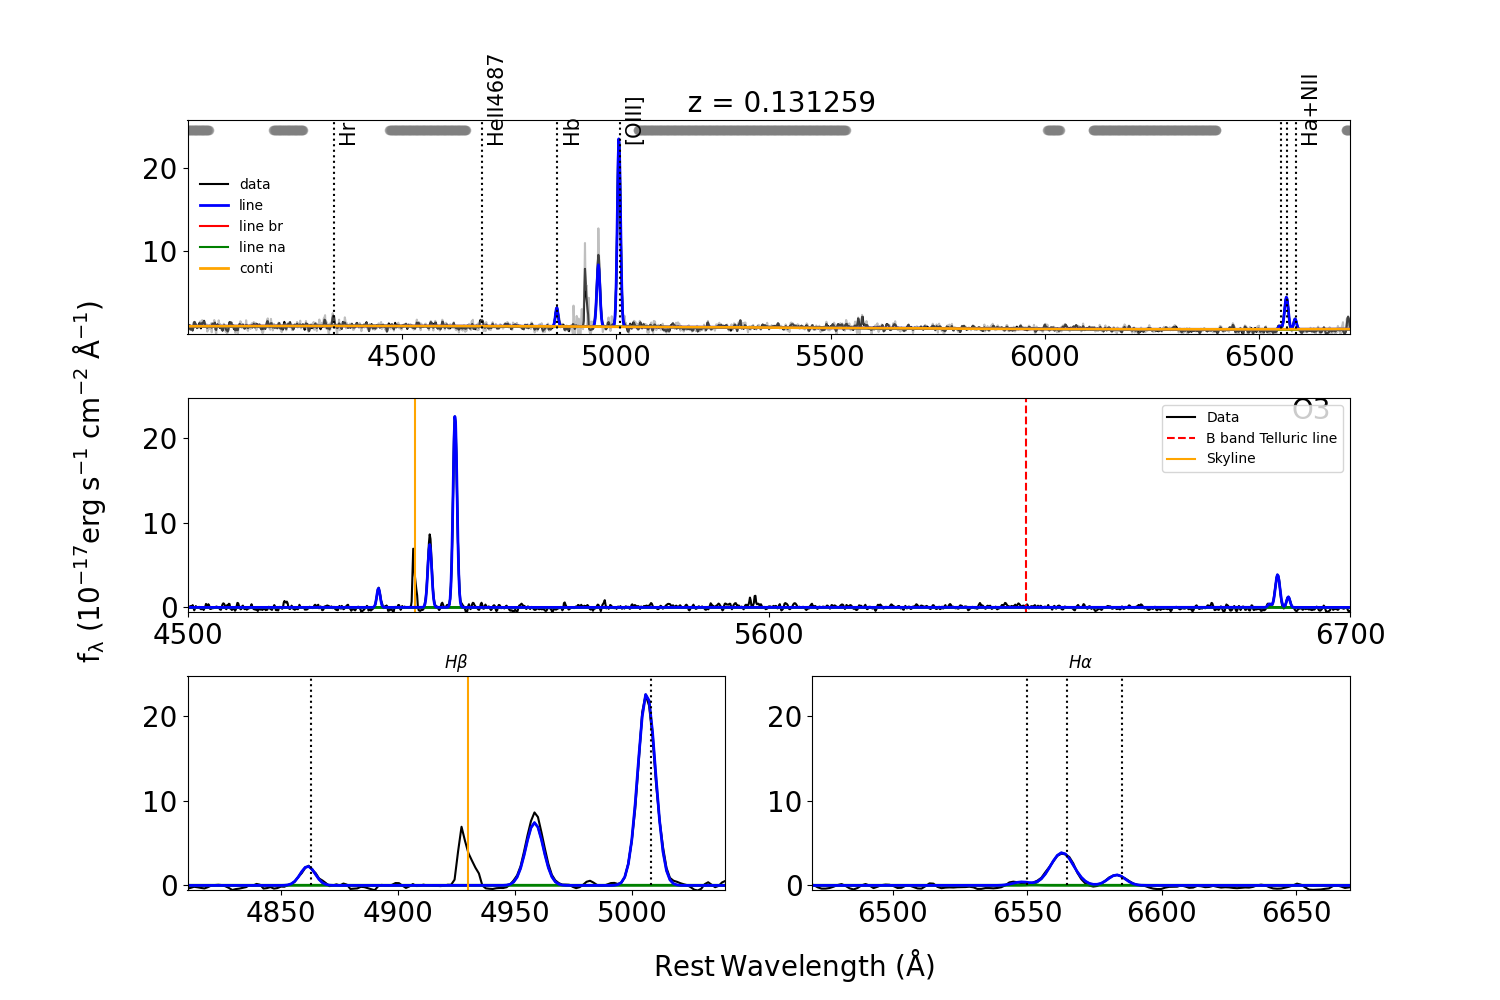 z = 0.131259
Hr
HeII4687
Hb
[OIII]
Ha+NII
20
10
data
line
line br
line na
conti
4500
5000
5500
6000
6500
fλ (10⁻¹⁷erg s⁻¹ cm⁻² Å⁻¹)
O3
20
10
0
Data
B band Telluric line
Skyline
4500
5600
6700
Hβ
20
10
0
4850
4900
4950
5000
Hα
20
10
0
6500
6550
6600
6650
Rest Wavelength (Å)